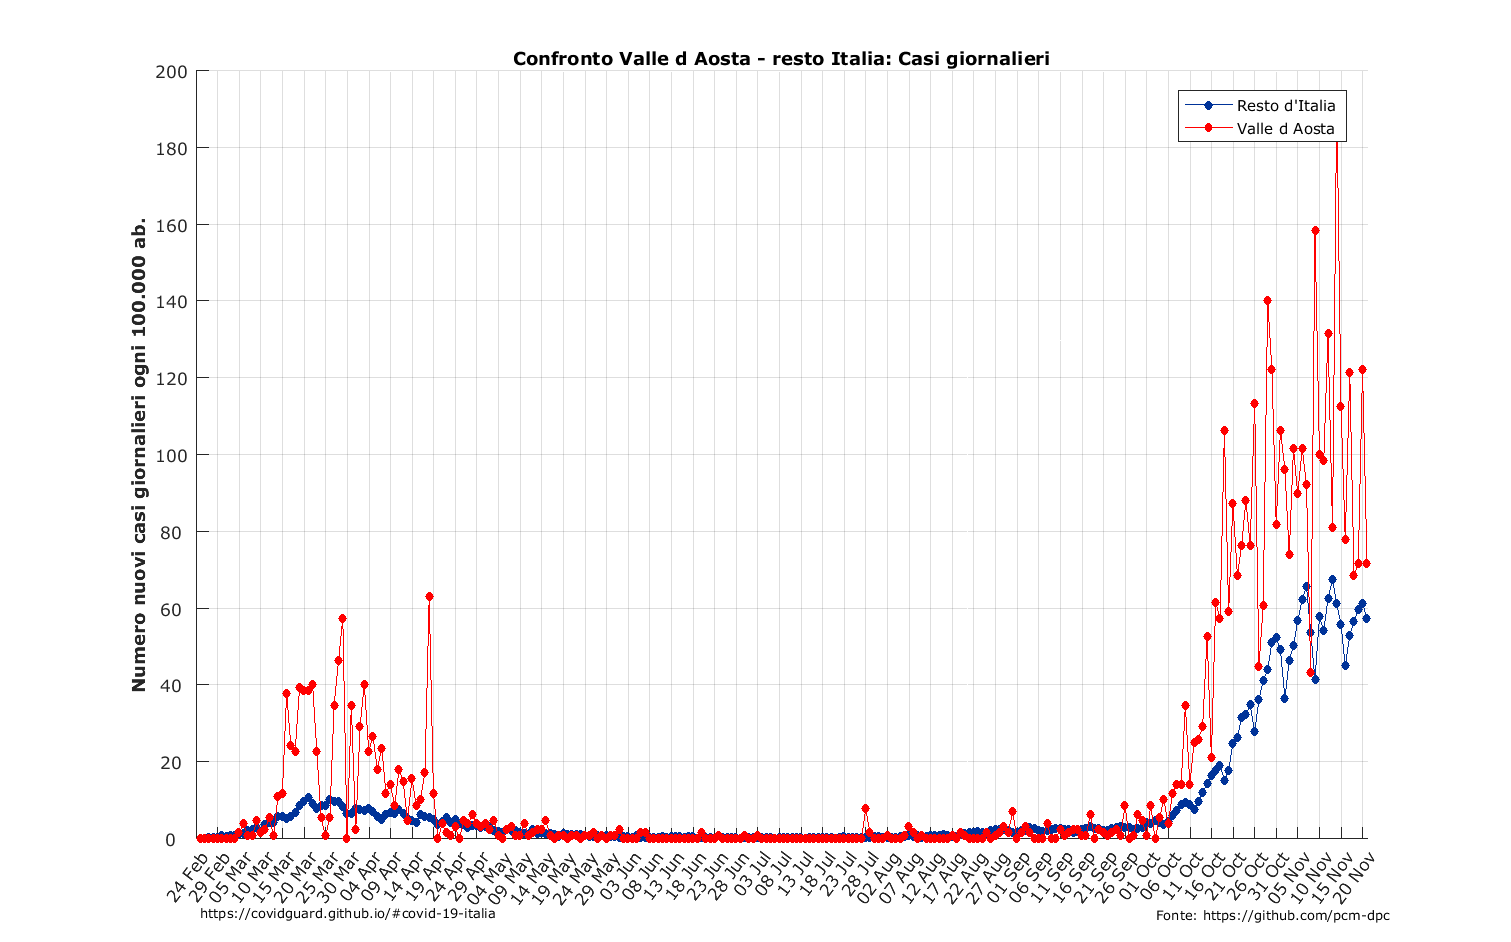 Confronto Valle d Aosta - resto Italia: Casi giornalieri
Resto d'Italia
Valle d Aosta
Numero nuovi casi giornalieri ogni 100.000 ab.
200
180
160
140
120
100
80
60
40
20
0
24 Feb
29 Feb
05 Mar
10 Mar
15 Mar
20 Mar
25 Mar
30 Mar
04 Apr
09 Apr
14 Apr
19 Apr
24 Apr
29 Apr
04 May
09 May
14 May
19 May
24 May
29 May
03 Jun
08 Jun
13 Jun
18 Jun
23 Jun
28 Jun
03 Jul
08 Jul
13 Jul
18 Jul
23 Jul
28 Jul
02 Aug
07 Aug
12 Aug
17 Aug
22 Aug
27 Aug
01 Sep
06 Sep
11 Sep
16 Sep
21 Sep
26 Sep
01 Oct
06 Oct
11 Oct
16 Oct
21 Oct
26 Oct
31 Oct
05 Nov
10 Nov
15 Nov
20 Nov
https://covidguard.github.io/#covid-19-italia
Fonte: https://github.com/pcm-dpc